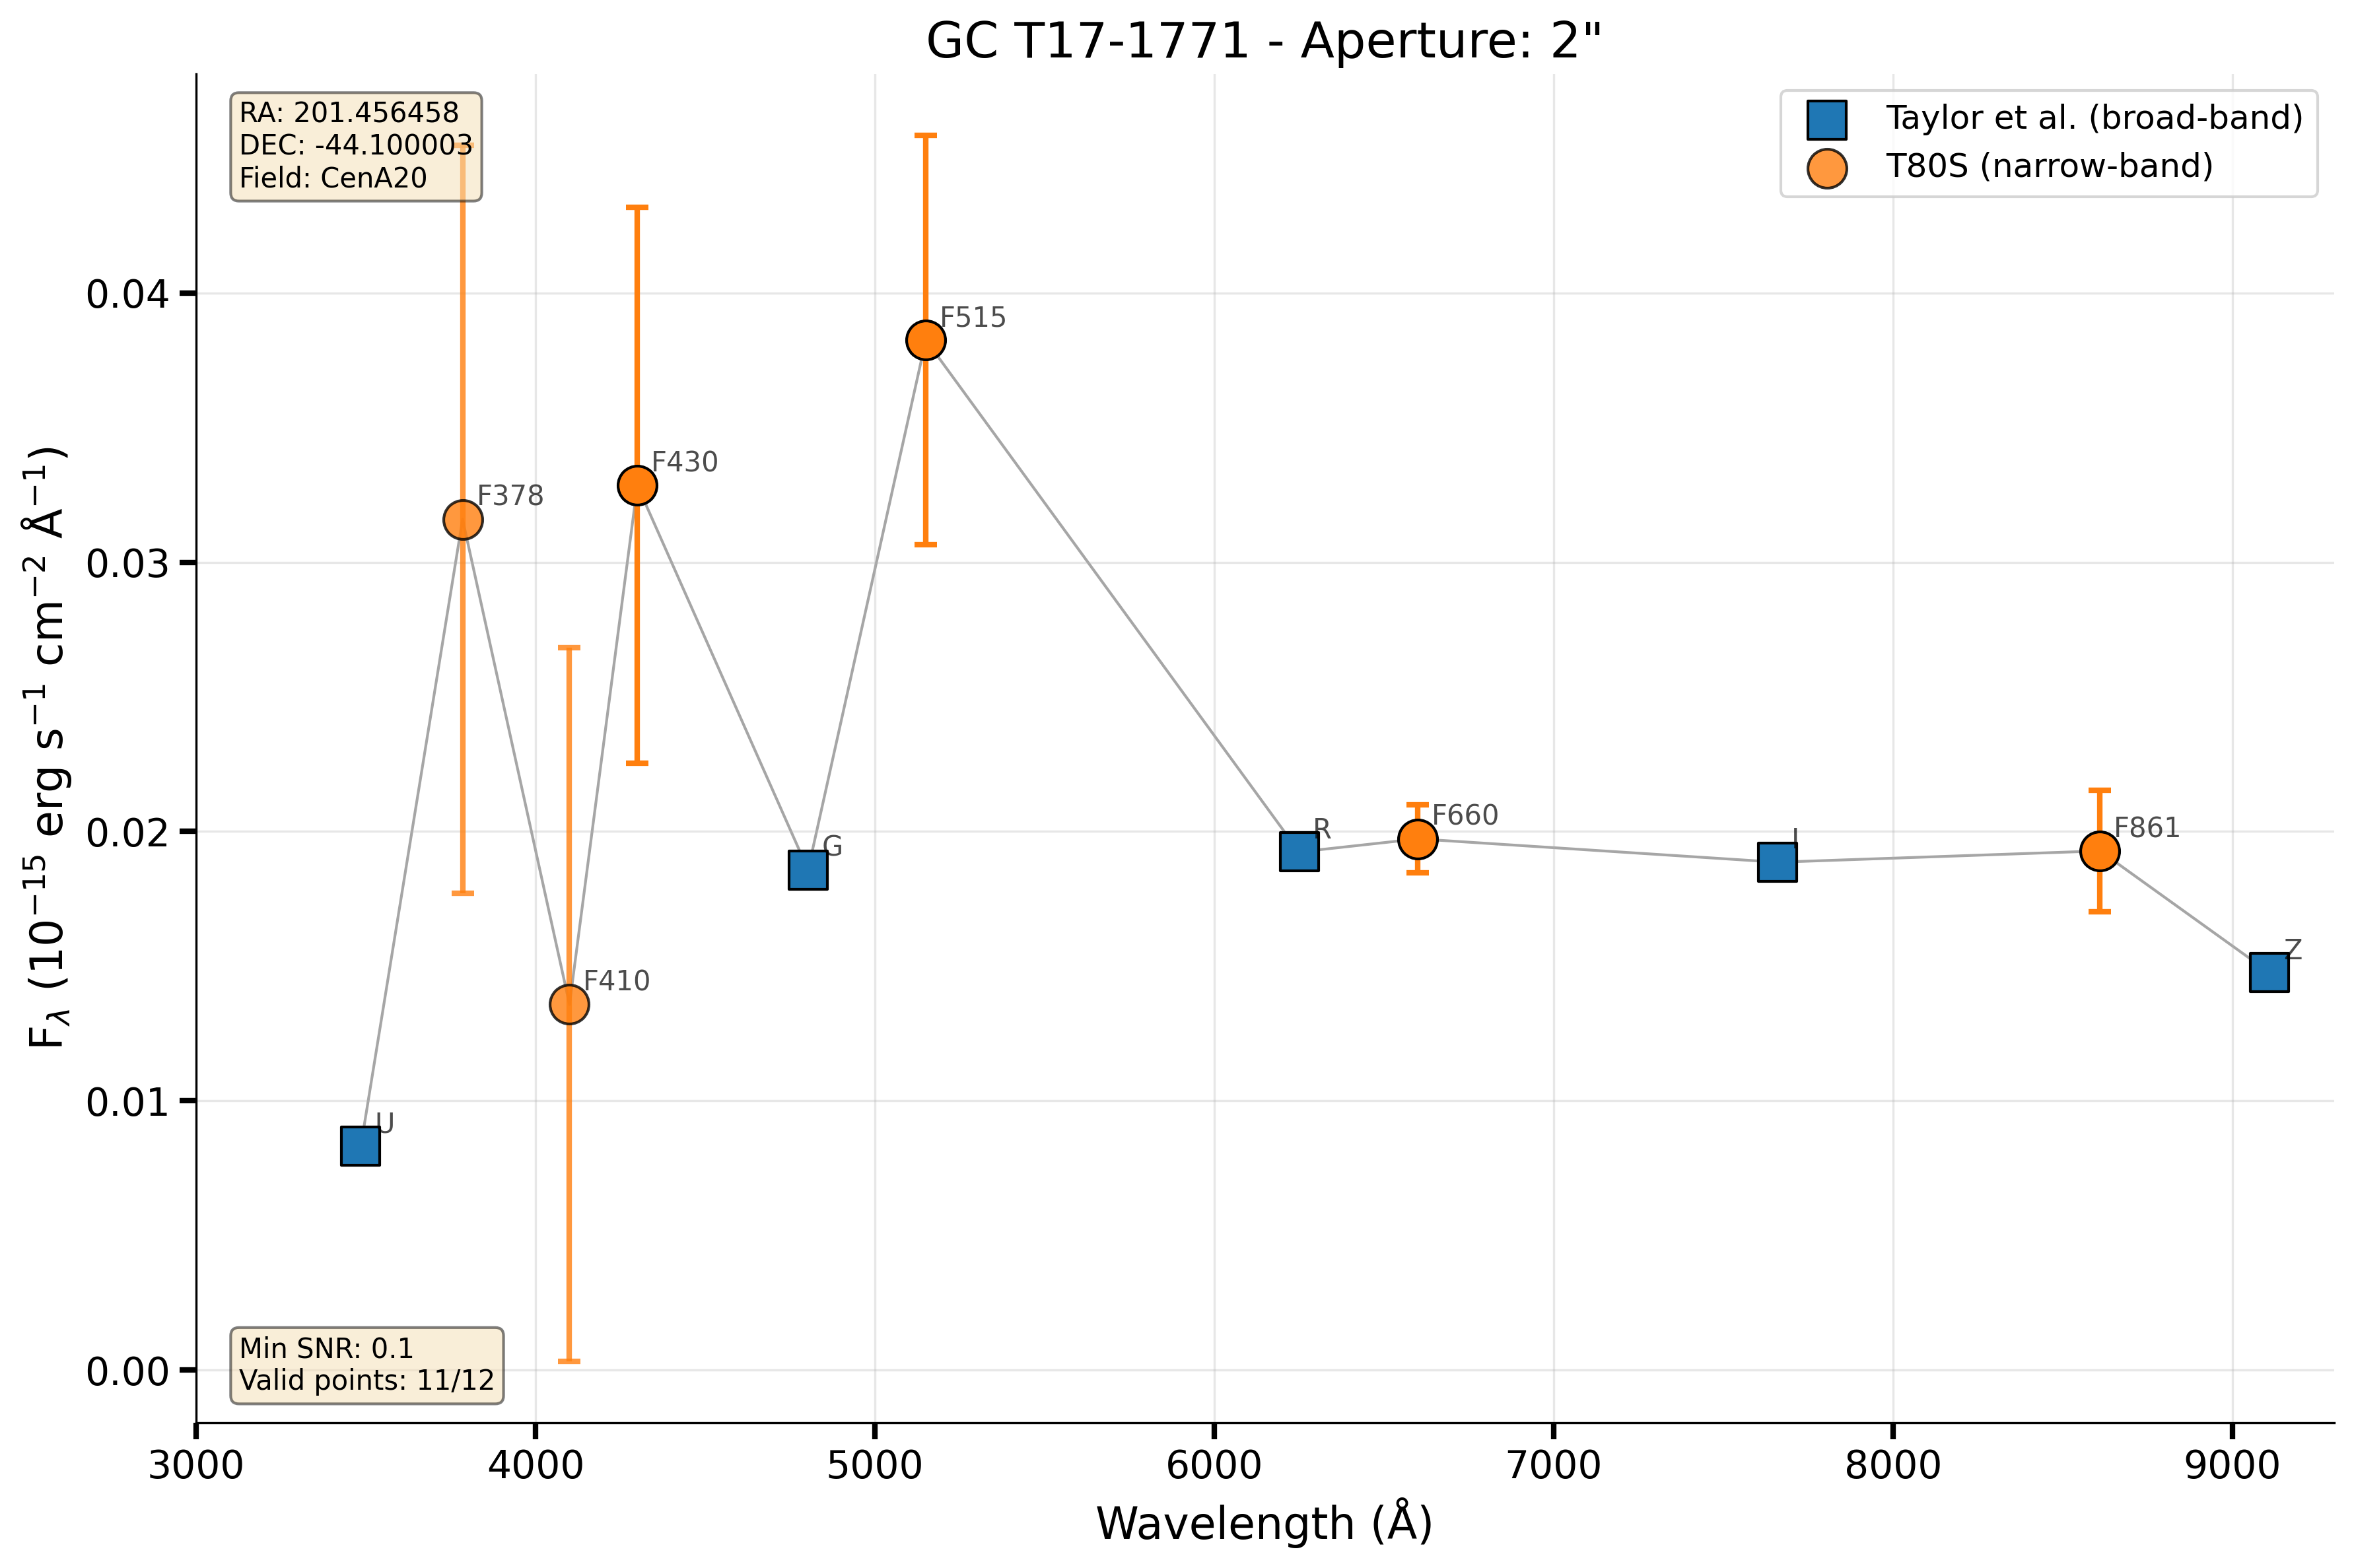 GC T17-1771 - Aperture: 2"
RA: 201.456458
DEC: -44.100003
Field: CenA20
Taylor et al. (broad-band)
T80S (narrow-band)
F378
F430
F515
F410
U
G
R
F660
I
F861
Z
Min SNR: 0.1
Valid points: 11/12
0.04
0.03
0.02
0.01
0.00
F_λ (10⁻¹⁵ erg s⁻¹ cm⁻² Å⁻¹)
3000 4000 5000 6000 7000 8000 9000
Wavelength (Å)